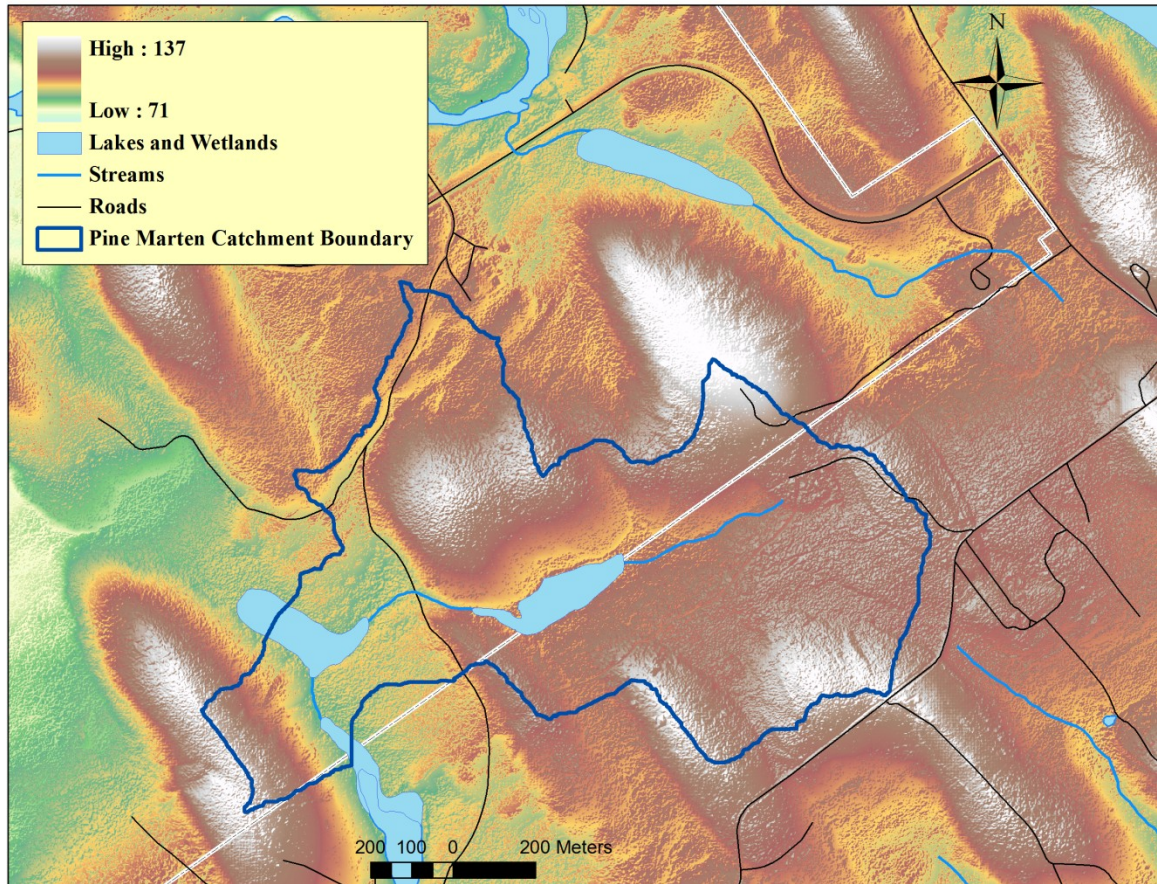 High : 137
Low : 71
Lakes and Wetlands
Streams
Roads
Pine Marten Catchment Boundary
N
200 100 0 200 Meters